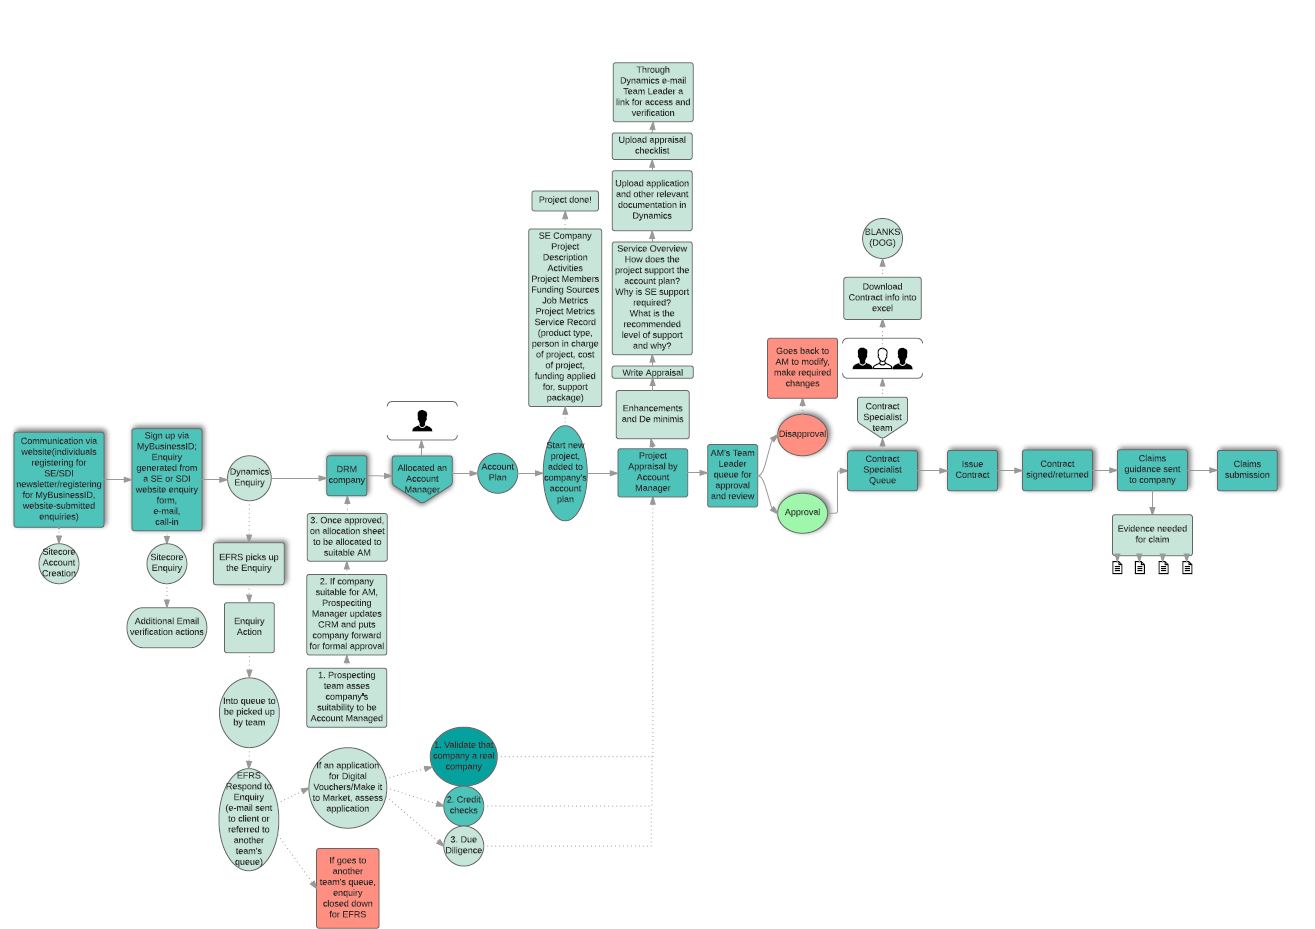 Through
Dynamics e-mail
Team Leader a
link for access and
verification
Upload appraisal
checklist
Upload application
and other relevant
documentation in
Dynamics
Project done!
SE Company
Project
Description
Activities
Project Members
Funding Sources
Job Metrics
Project Metrics
Service Record
(product type,
person in charge
of project, cost
of project,
funding applied
for, support
package)
Service Overview
How does the
project support the
account plan?
Why is SE support
required?
What is the
recommended
level of support
and why?
Write Appraisal
Enhancements
and De minimis
BLANKS
(DOG)
Download
Contract info into
excel
Goes back to
AM to modify,
make required
changes
Contract
Specialist
team
Disapproval
Communication via
website(individuals
registering for
SE/SDI
newsletter/registering
for MyBusinessID,
website-submitted
enquiries)
Sign up via
MyBusinessID;
Enquiry
generated from
a SE or SDI
website enquiry
form,
e-mail,
call-in
Dynamics
Enquiry
DRM
company
Allocated an
Account
Manager
Account
Plan
Start new
project,
added to
company's
account
plan
Project
Appraisal by
Account
Manager
AM's Team
Leader
queue for
approval
and review
Approval
Contract
Specialist
Queue
Issue
Contract
Contract
signed/returned
Claims
guidance sent
to company
Claims
submission
Evidence needed
for claim
Sitecore
Account
Creation
Sitecore
Enquiry
Additional Email
verification actions
EFRS picks up
the Enquiry
Enquiry
Action
Into queue to
be picked up
by team
EFRS
Respond to
Enquiry
(e-mail sent
to client or
referred to
another
team's
queue)
3. Once approved,
on allocation sheet
to be allocated to
suitable AM
2. If company
suitable for AM,
Prospeciting
Manager updates
CRM and puts
company forward
for formal approval
1. Prospecting
team asses
company's
suitability to be
Account Managed
If an application
for Digital
Vouchers/Make it
to Market, assess
application
1. Validate that
company a real
company
2. Credit
checks
3. Due
Diligence
If goes to
another
team's queue,
enquiry
closed down
for EFRS